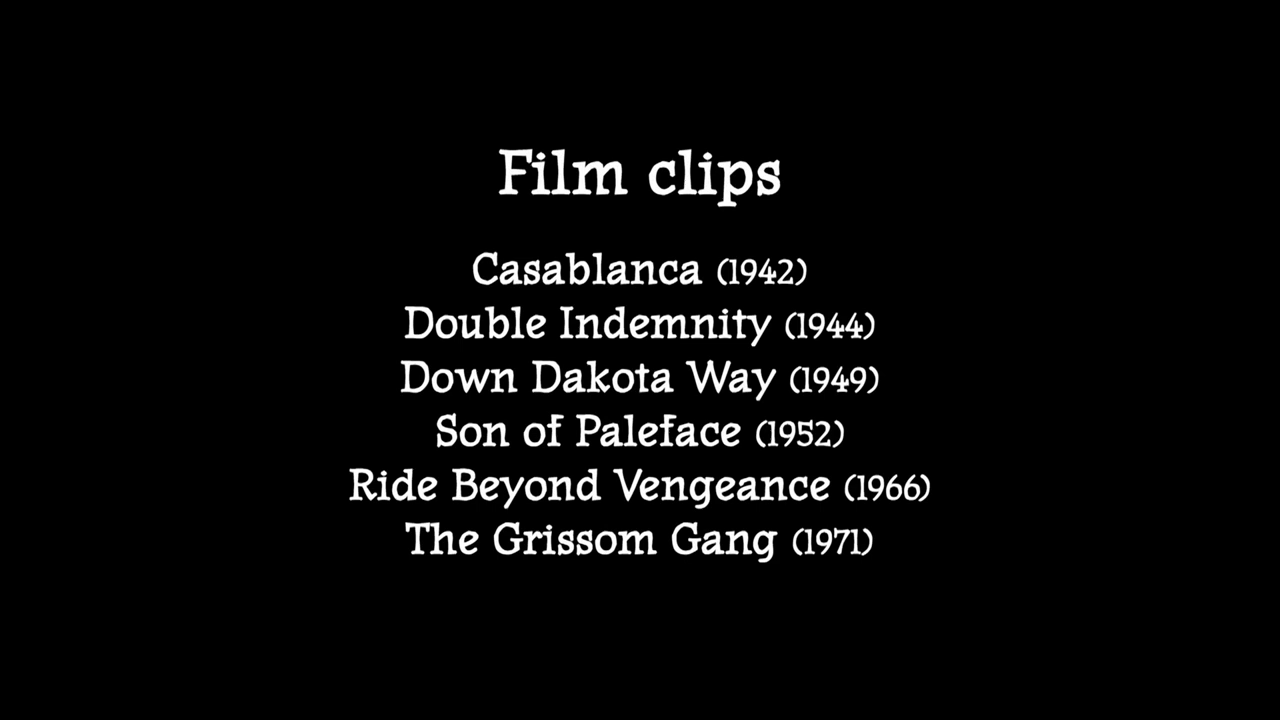 Film clips
Casablanca (1942)
Double Indemnity (1944)
Down Dakota Way (1949)
Son of Paleface (1952)
Ride Beyond Vengeance (1966)
The Grissom Gang (1971)